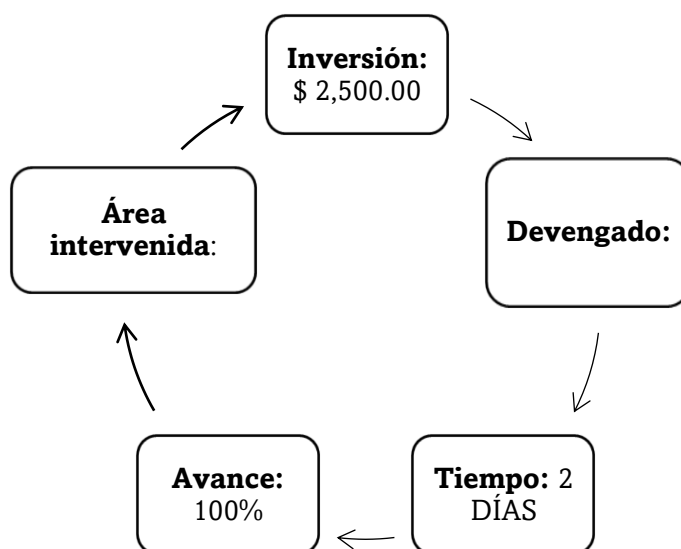 Inversión:
$ 2,500.00
Devengado:
Tiempo: 2
DÍAS
Avance:
100%
Área
intervenida: